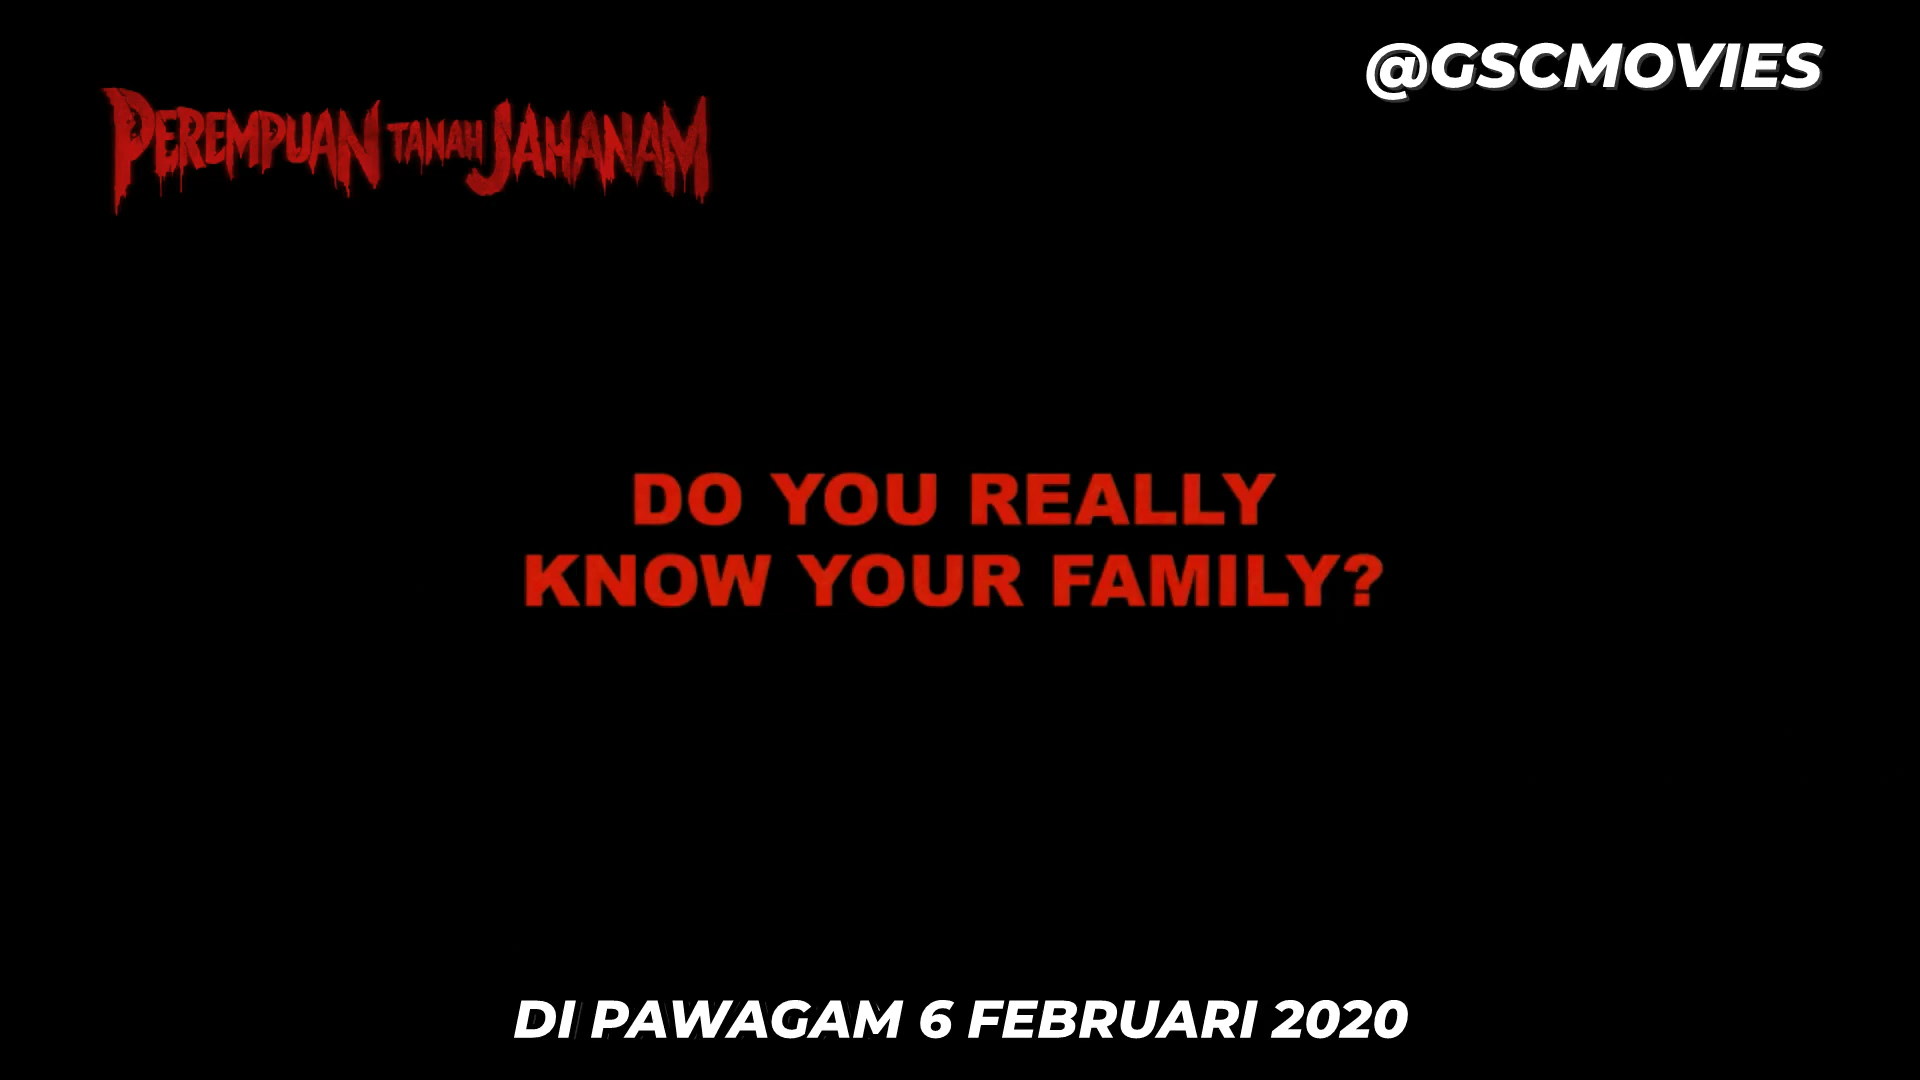 @GSCMOVIES
PEREMPUAN TANAH JAHANAM
DO YOU REALLY
KNOW YOUR FAMILY?
DI PAWAGAM 6 FEBRUARI 2020